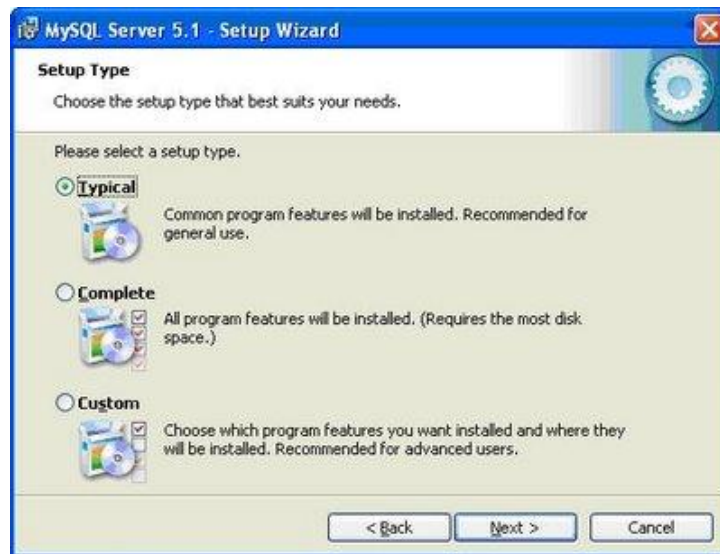 MySQL Server 5.1 - Setup Wizard
Setup Type
Choose the setup type that best suits your needs.
Please select a setup type.
Typical
Common program features will be installed. Recommended for
general use.
Complete
All program features will be installed. (Requires the most disk
space.)
Custom
Choose which program features you want installed and where they
will be installed. Recommended for advanced users.
< Back
Next >
Cancel